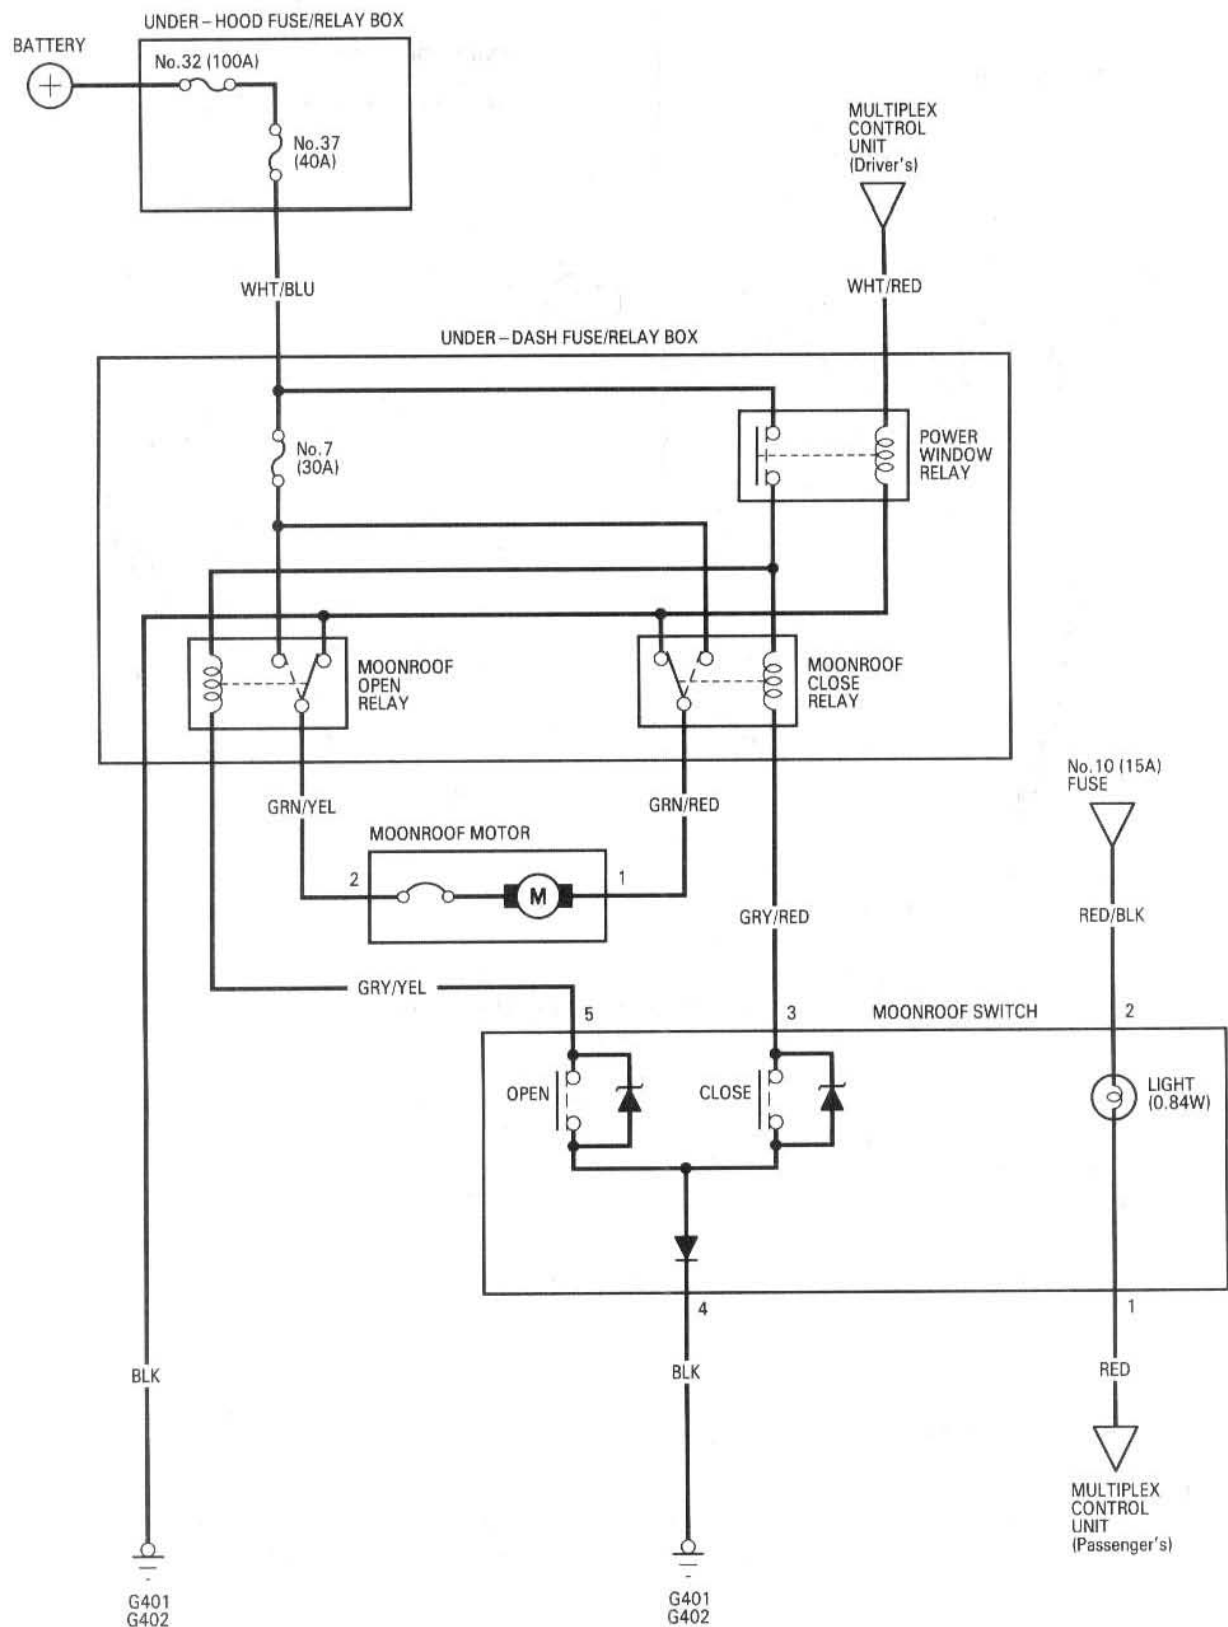 UNDER – HOOD FUSE/RELAY BOX
BATTERY
No.32 (100A)
No.37
(40A)
MULTIPLEX
CONTROL
UNIT
(Driver's)
WHT/BLU
WHT/RED
UNDER – DASH FUSE/RELAY BOX
No.7
(30A)
POWER
WINDOW
RELAY
MOONROOF
OPEN
RELAY
MOONROOF
CLOSE
RELAY
No.10 (15A)
FUSE
GRN/YEL
GRN/RED
MOONROOF MOTOR
2
M
1
GRY/RED
RED/BLK
GRY/YEL
5
3
MOONROOF SWITCH
2
OPEN
CLOSE
LIGHT
(0.84W)
4
1
BLK
BLK
RED
MULTIPLEX
CONTROL
UNIT
(Passenger's)
G401
G402
G401
G402